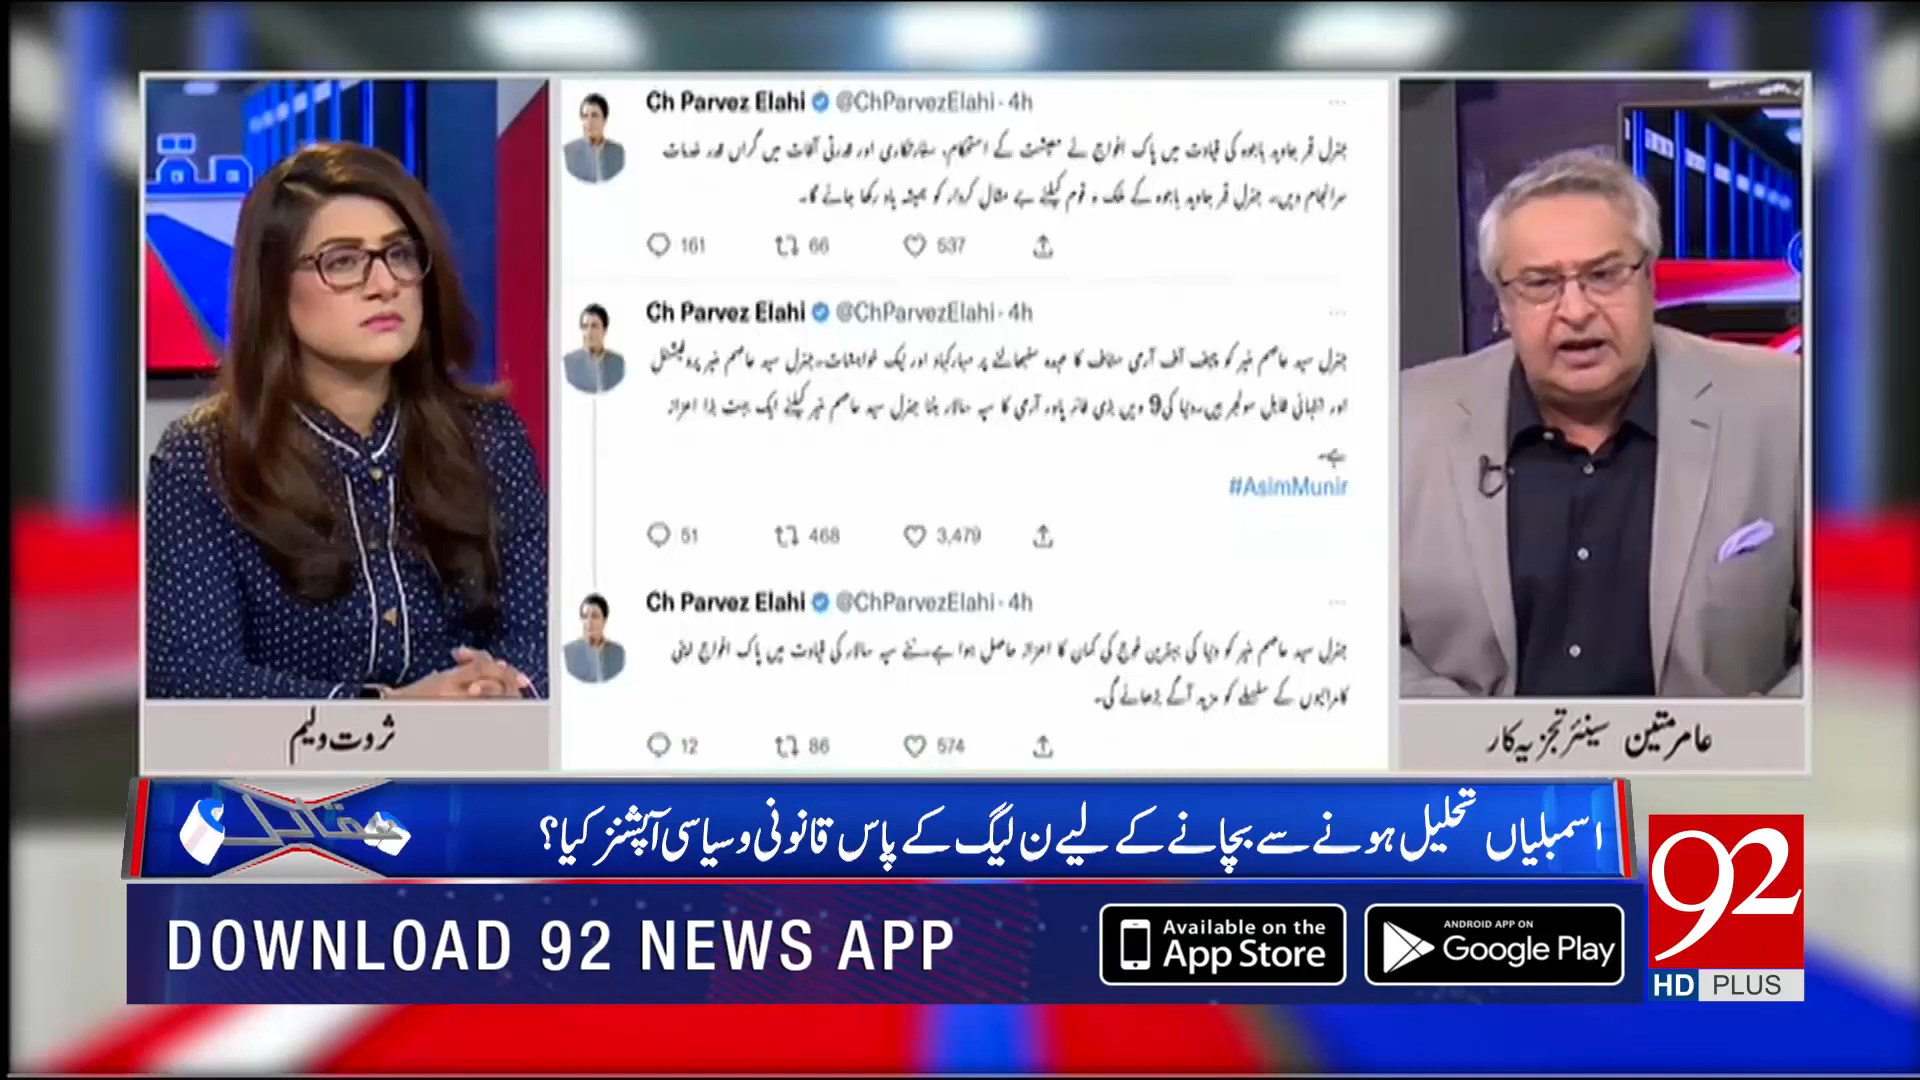 Ch Parvez Elahi @ChParvezElahi · 4h
جنرل قمر جاوید باجوہ کی قیادت میں پاک افواج نے معیشت کے استحکام، سفارتکاری اور قدرتی آفات میں گراں قدر خدمات
سرانجام دیں۔ جنرل قمر جاوید باجوہ کے ملک و قوم کیلئے بے مثال کردار کو ہمیشہ یاد رکھا جائے گا۔
161 66 537
Ch Parvez Elahi @ChParvezElahi · 4h
جنرل سید عاصم منیر کو چیف آف آرمی سٹاف کا عہدہ سنبھالنے پر مبارکباد اور نیک خواہشات۔جنرل سید عاصم منیر پروفیشنل
اور انتہائی قابل سولجر ہیں۔دنیا کی 9 ویں بڑی فائر پاور آرمی کا سپہ سالار بننا جنرل سید عاصم منیر کیلئے ایک بہت بڑا اعزاز
ہے۔
#AsimMunir
51 468 3,479
Ch Parvez Elahi @ChParvezElahi · 4h
جنرل سید عاصم منیر کو دنیا کی بہترین فوج کی کمان کا اعزاز حاصل ہوا ہے۔نئے سپہ سالار کی قیادت میں پاک افواج اپنی
کامرانیوں کے سلسلے کو مزید آگے بڑھائے گی۔
12 86 574
ثروت ولیم
عامر متین سینئر تجزیہ کار
مقابل
اسمبلیاں تحلیل ہونے سے بچانے کے لیے ن لیگ کے پاس قانونی و سیاسی آپشنز کیا؟
DOWNLOAD 92 NEWS APP
Available on the
App Store
ANDROID APP ON
Google Play
92
HD PLUS